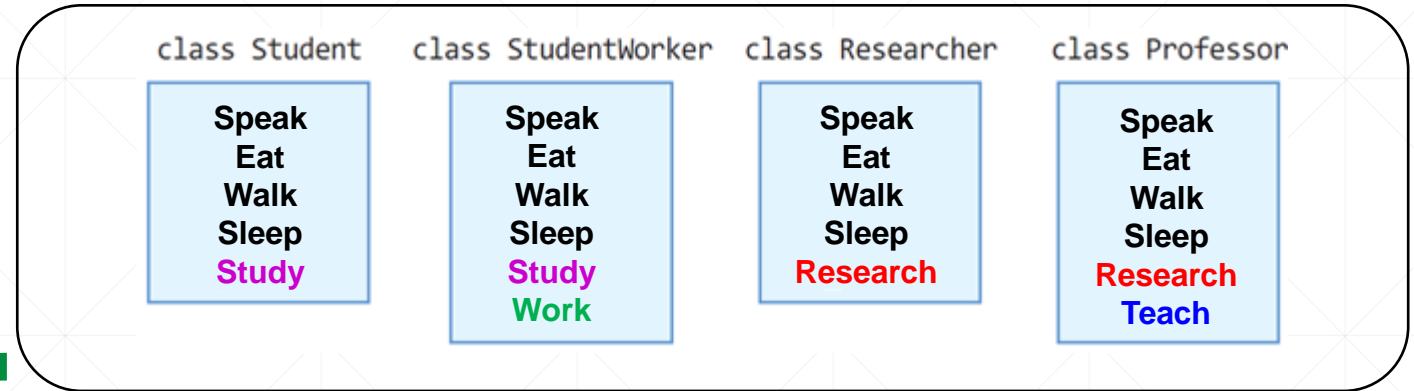 class Student
class StudentWorker
class Researcher
class Professor
Speak
Eat
Walk
Sleep
Study
Speak
Eat
Walk
Sleep
Study
Work
Speak
Eat
Walk
Sleep
Research
Speak
Eat
Walk
Sleep
Research
Teach